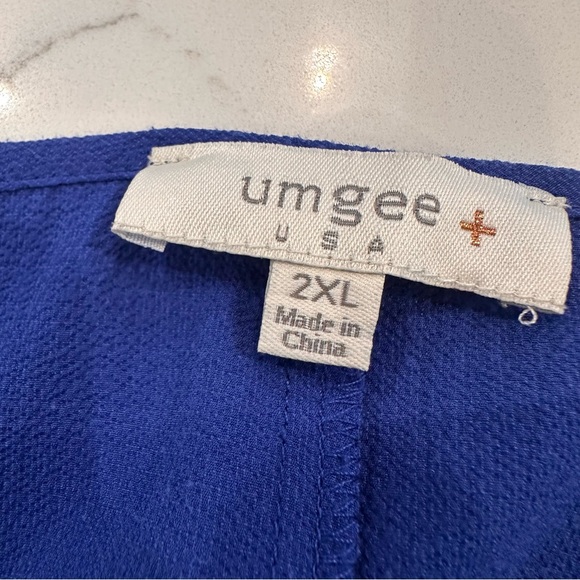 umgee +
USA
2XL
Made in
China